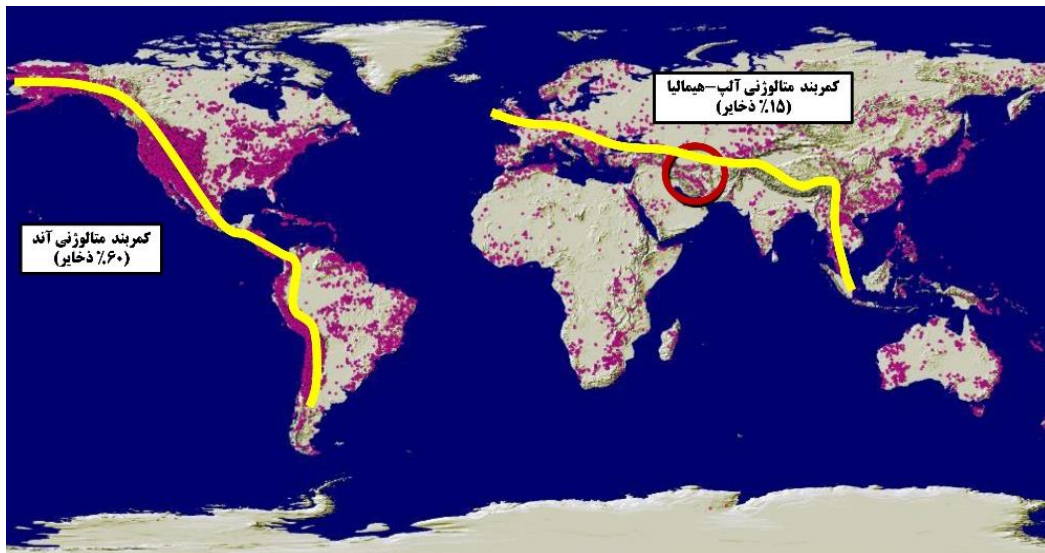 کمربند متالوژنی آلپ-هیمالیا
(۱۵٪ ذخایر)
کمربند متالوژنی آند
(۶۰٪ ذخایر)